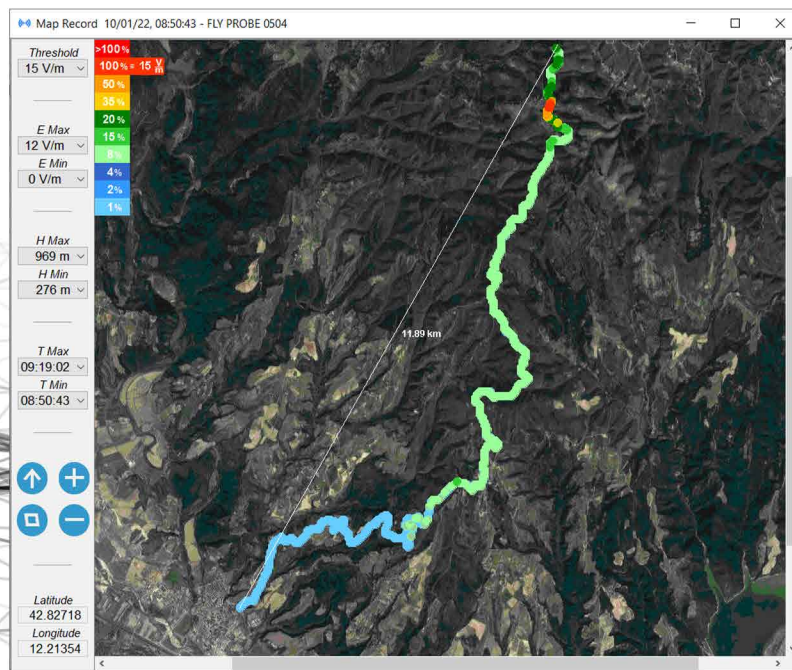 Map Record 10/01/22, 08:50:43 - FLY PROBE 0504
Threshold
15 V/m
E Max
12 V/m
E Min
0 V/m
H Max
969 m
H Min
276 m
T Max
09:19:02
T Min
08:50:43
Latitude
42.82718
Longitude
12.21354
>100%
100% = 15 V/m
50%
35%
20%
15%
8%
4%
2%
1%
11.89 km